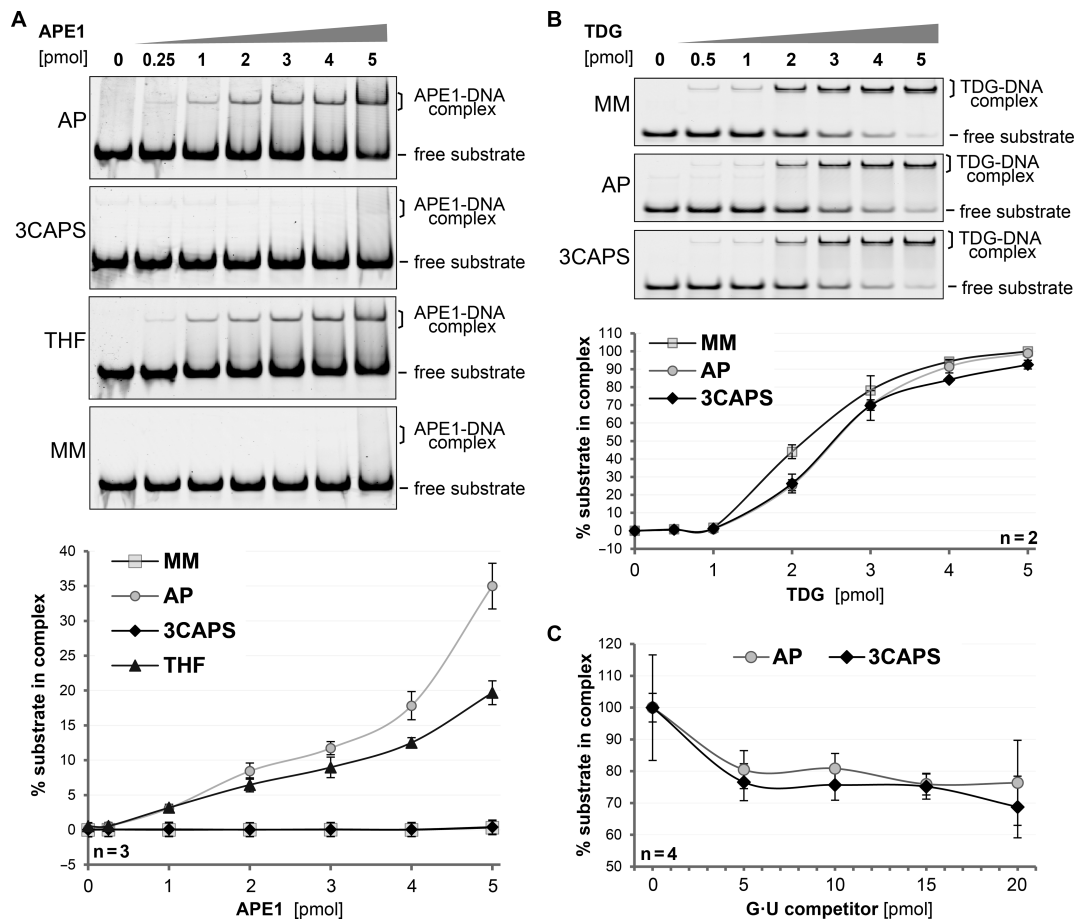 A
APE1
[pmol]
0 0.25 1 2 3 4 5
AP
APE1-DNA
complex
free substrate
3CAPS
APE1-DNA
complex
free substrate
THF
APE1-DNA
complex
free substrate
MM
APE1-DNA
complex
free substrate
% substrate in complex
40
35
30
25
20
15
10
5
0
−5
MM
AP
3CAPS
THF
n=3
0 1 2 3 4 5
APE1 [pmol]
B
TDG
[pmol]
0 0.5 1 2 3 4 5
MM
TDG-DNA
complex
free substrate
AP
TDG-DNA
complex
free substrate
3CAPS
TDG-DNA
complex
free substrate
% substrate in complex
110
100
90
80
70
60
50
40
30
20
10
0
−10
MM
AP
3CAPS
n=2
0 1 2 3 4 5
TDG [pmol]
C
% substrate in complex
120
110
100
90
80
70
60
50
AP 3CAPS
n=4
0 5 10 15 20
G·U competitor [pmol]